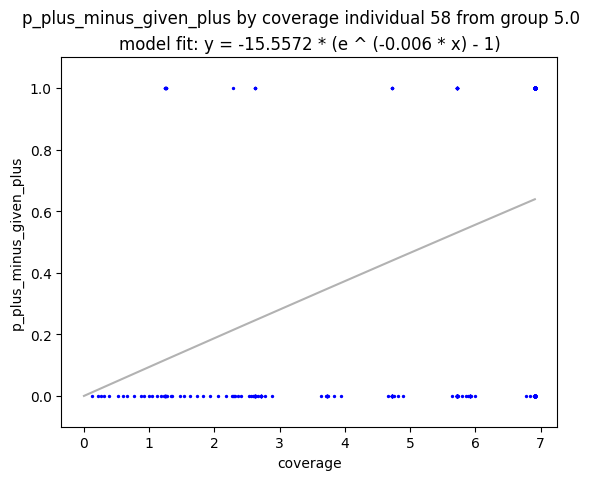 p_plus_minus_given_plus by coverage individual 58 from group 5.0
model fit: y = -15.5572 * (e ^ (-0.006 * x) - 1)
1.0
0.8
0.6
0.4
0.2
0.0
p_plus_minus_given_plus
0 1 2 3 4 5 6 7
coverage